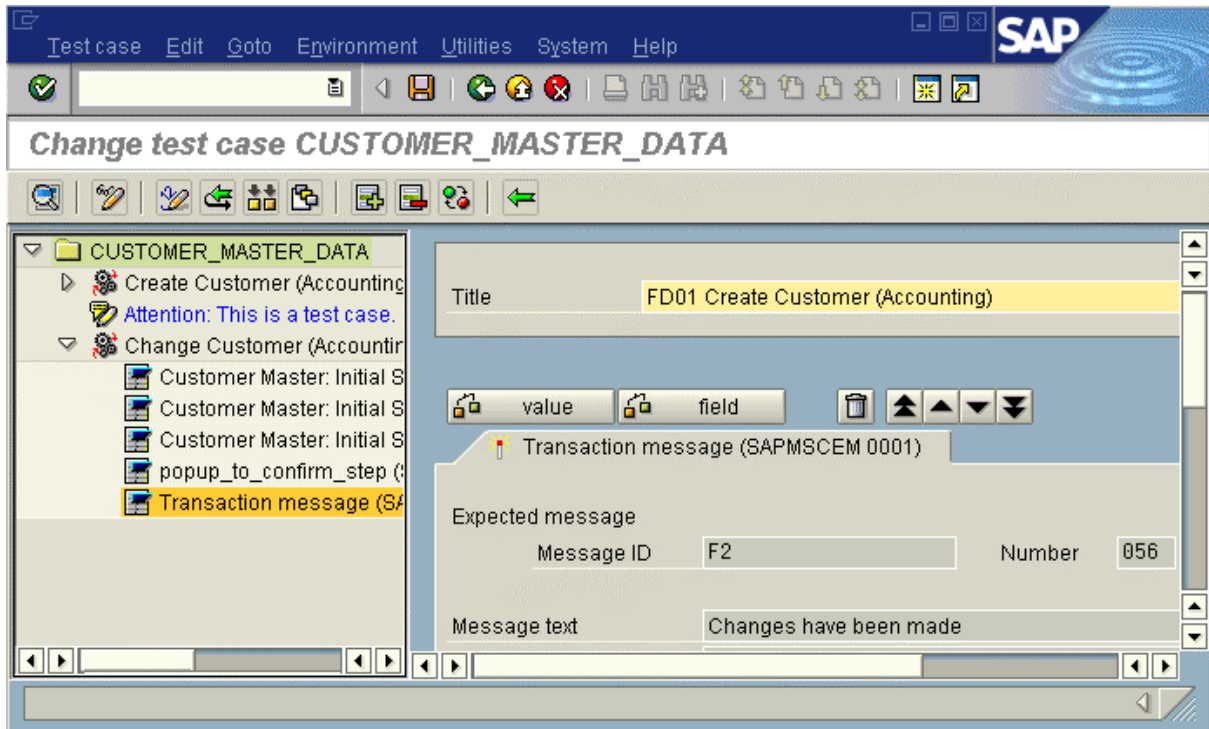 Test case Edit Goto Environment Utilities System Help
SAP
Change test case CUSTOMER_MASTER_DATA
CUSTOMER_MASTER_DATA
Create Customer (Accounting
Attention: This is a test case.
Change Customer (Accountin
Customer Master: Initial S
Customer Master: Initial S
Customer Master: Initial S
popup_to_confirm_step (
Transaction message (SA
Title FD01 Create Customer (Accounting)
value field
Transaction message (SAPMSCEM 0001)
Expected message
Message ID F2 Number 056
Message text Changes have been made